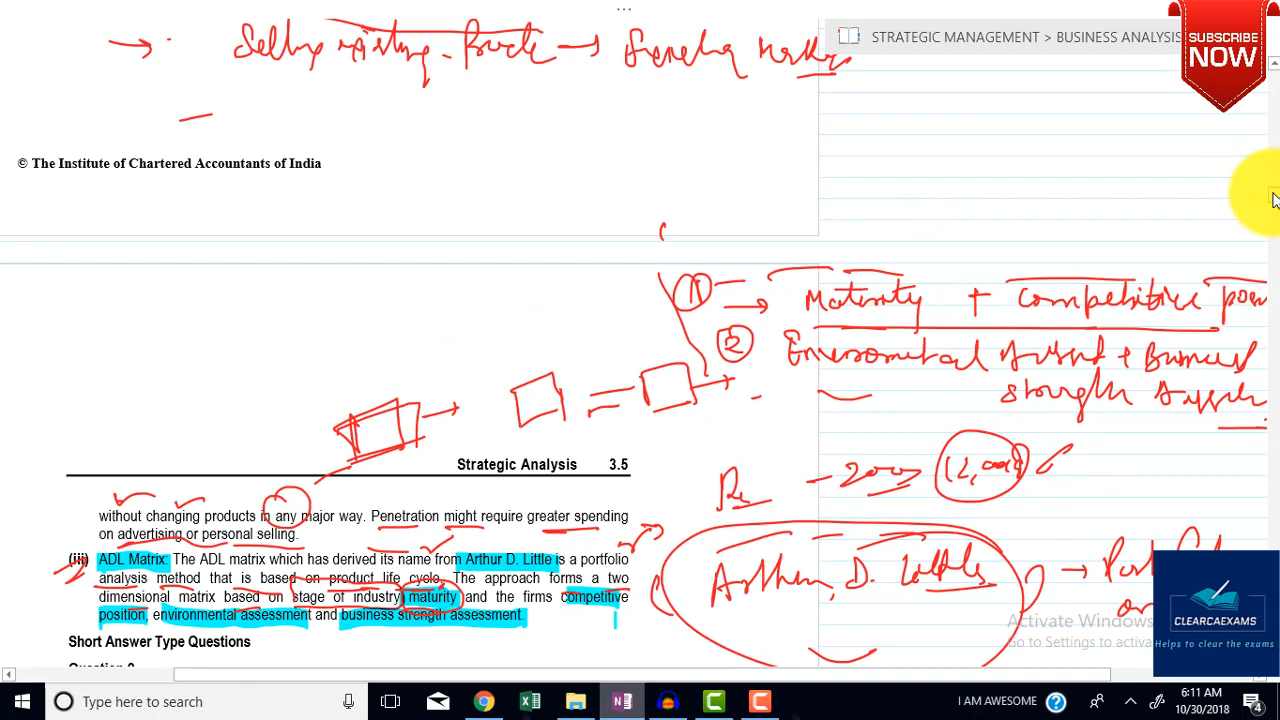 SUBSCRIBE
NOW
STRATEGIC MANAGEMENT > BUSINESS ANALYSIS
→ Selling existing Products → Existing Markets
© The Institute of Chartered Accountants of India
① → Maturity + Competitive
② Environmental + Business
strength
Strategic Analysis 3.5
2000 12,000
without changing products in any major way. Penetration might require greater spending
on advertising or personal selling.
(iii) ADL Matrix: The ADL matrix which has derived its name from Arthur D. Little is a portfolio
analysis method that is based on product life cycle. The approach forms a two
dimensional matrix based on stage of industry maturity and the firms competitive
position, environmental assessment and business strength assessment.
Arthur D. Little →
Short Answer Type Questions
Activate Windows
Go to Settings to activa
CLEARCAEXAMS
Helps to clear the exams
Type here to search
I AM AWESOME
6:11 AM
10/30/2018
4